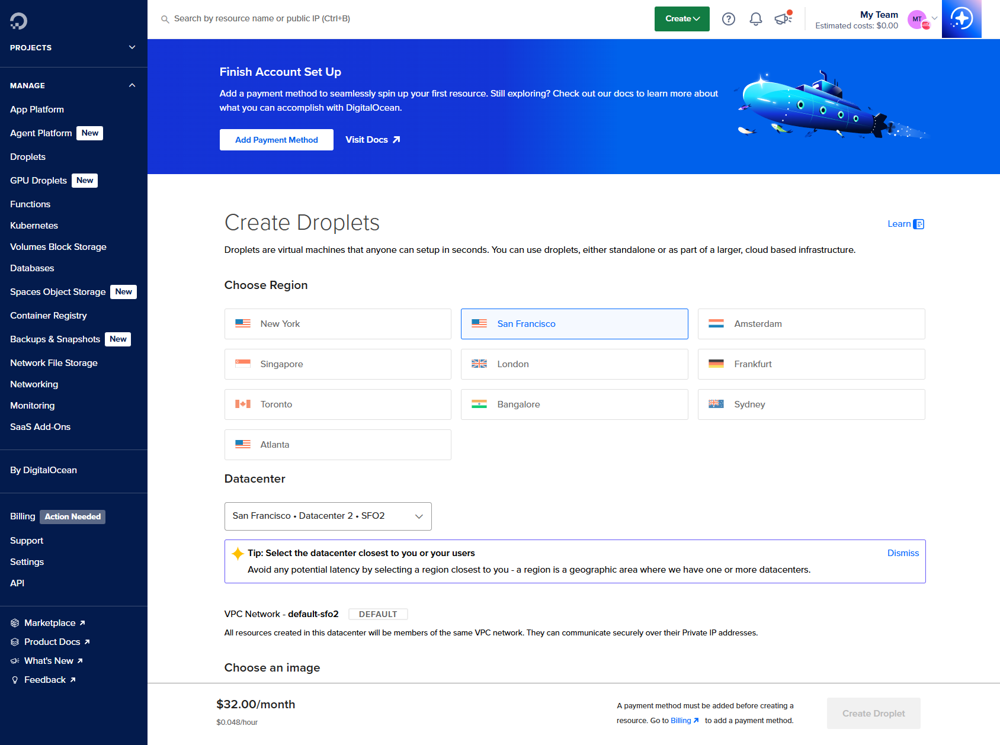 Search by resource name or public IP (Ctrl+B)
Create
My Team
Estimated costs: $0.00
MT
PROJECTS
MANAGE
App Platform
Agent Platform New
Droplets
GPU Droplets New
Functions
Kubernetes
Volumes Block Storage
Databases
Spaces Object Storage New
Container Registry
Backups & Snapshots New
Network File Storage
Networking
Monitoring
SaaS Add-Ons
By DigitalOcean
Billing Action Needed
Support
Settings
API
Marketplace
Product Docs
What's New
Feedback
Finish Account Set Up
Add a payment method to seamlessly spin up your first resource. Still exploring? Check out our docs to learn more about
what you can accomplish with DigitalOcean.
Add Payment Method
Visit Docs
Create Droplets
Learn
Droplets are virtual machines that anyone can setup in seconds. You can use droplets, either standalone or as part of a larger, cloud based infrastructure.
Choose Region
New York
San Francisco
Amsterdam
Singapore
London
Frankfurt
Toronto
Bangalore
Sydney
Atlanta
Datacenter
San Francisco • Datacenter 2 • SFO2
Tip: Select the datacenter closest to you or your users
Dismiss
Avoid any potential latency by selecting a region closest to you - a region is a geographic area where we have one or more datacenters.
VPC Network - default-sfo2 DEFAULT
All resources created in this datacenter will be members of the same VPC network. They can communicate securely over their Private IP addresses.
Choose an image
$32.00/month
$0.048/hour
A payment method must be added before creating a
resource. Go to Billing to add a payment method.
Create Droplet